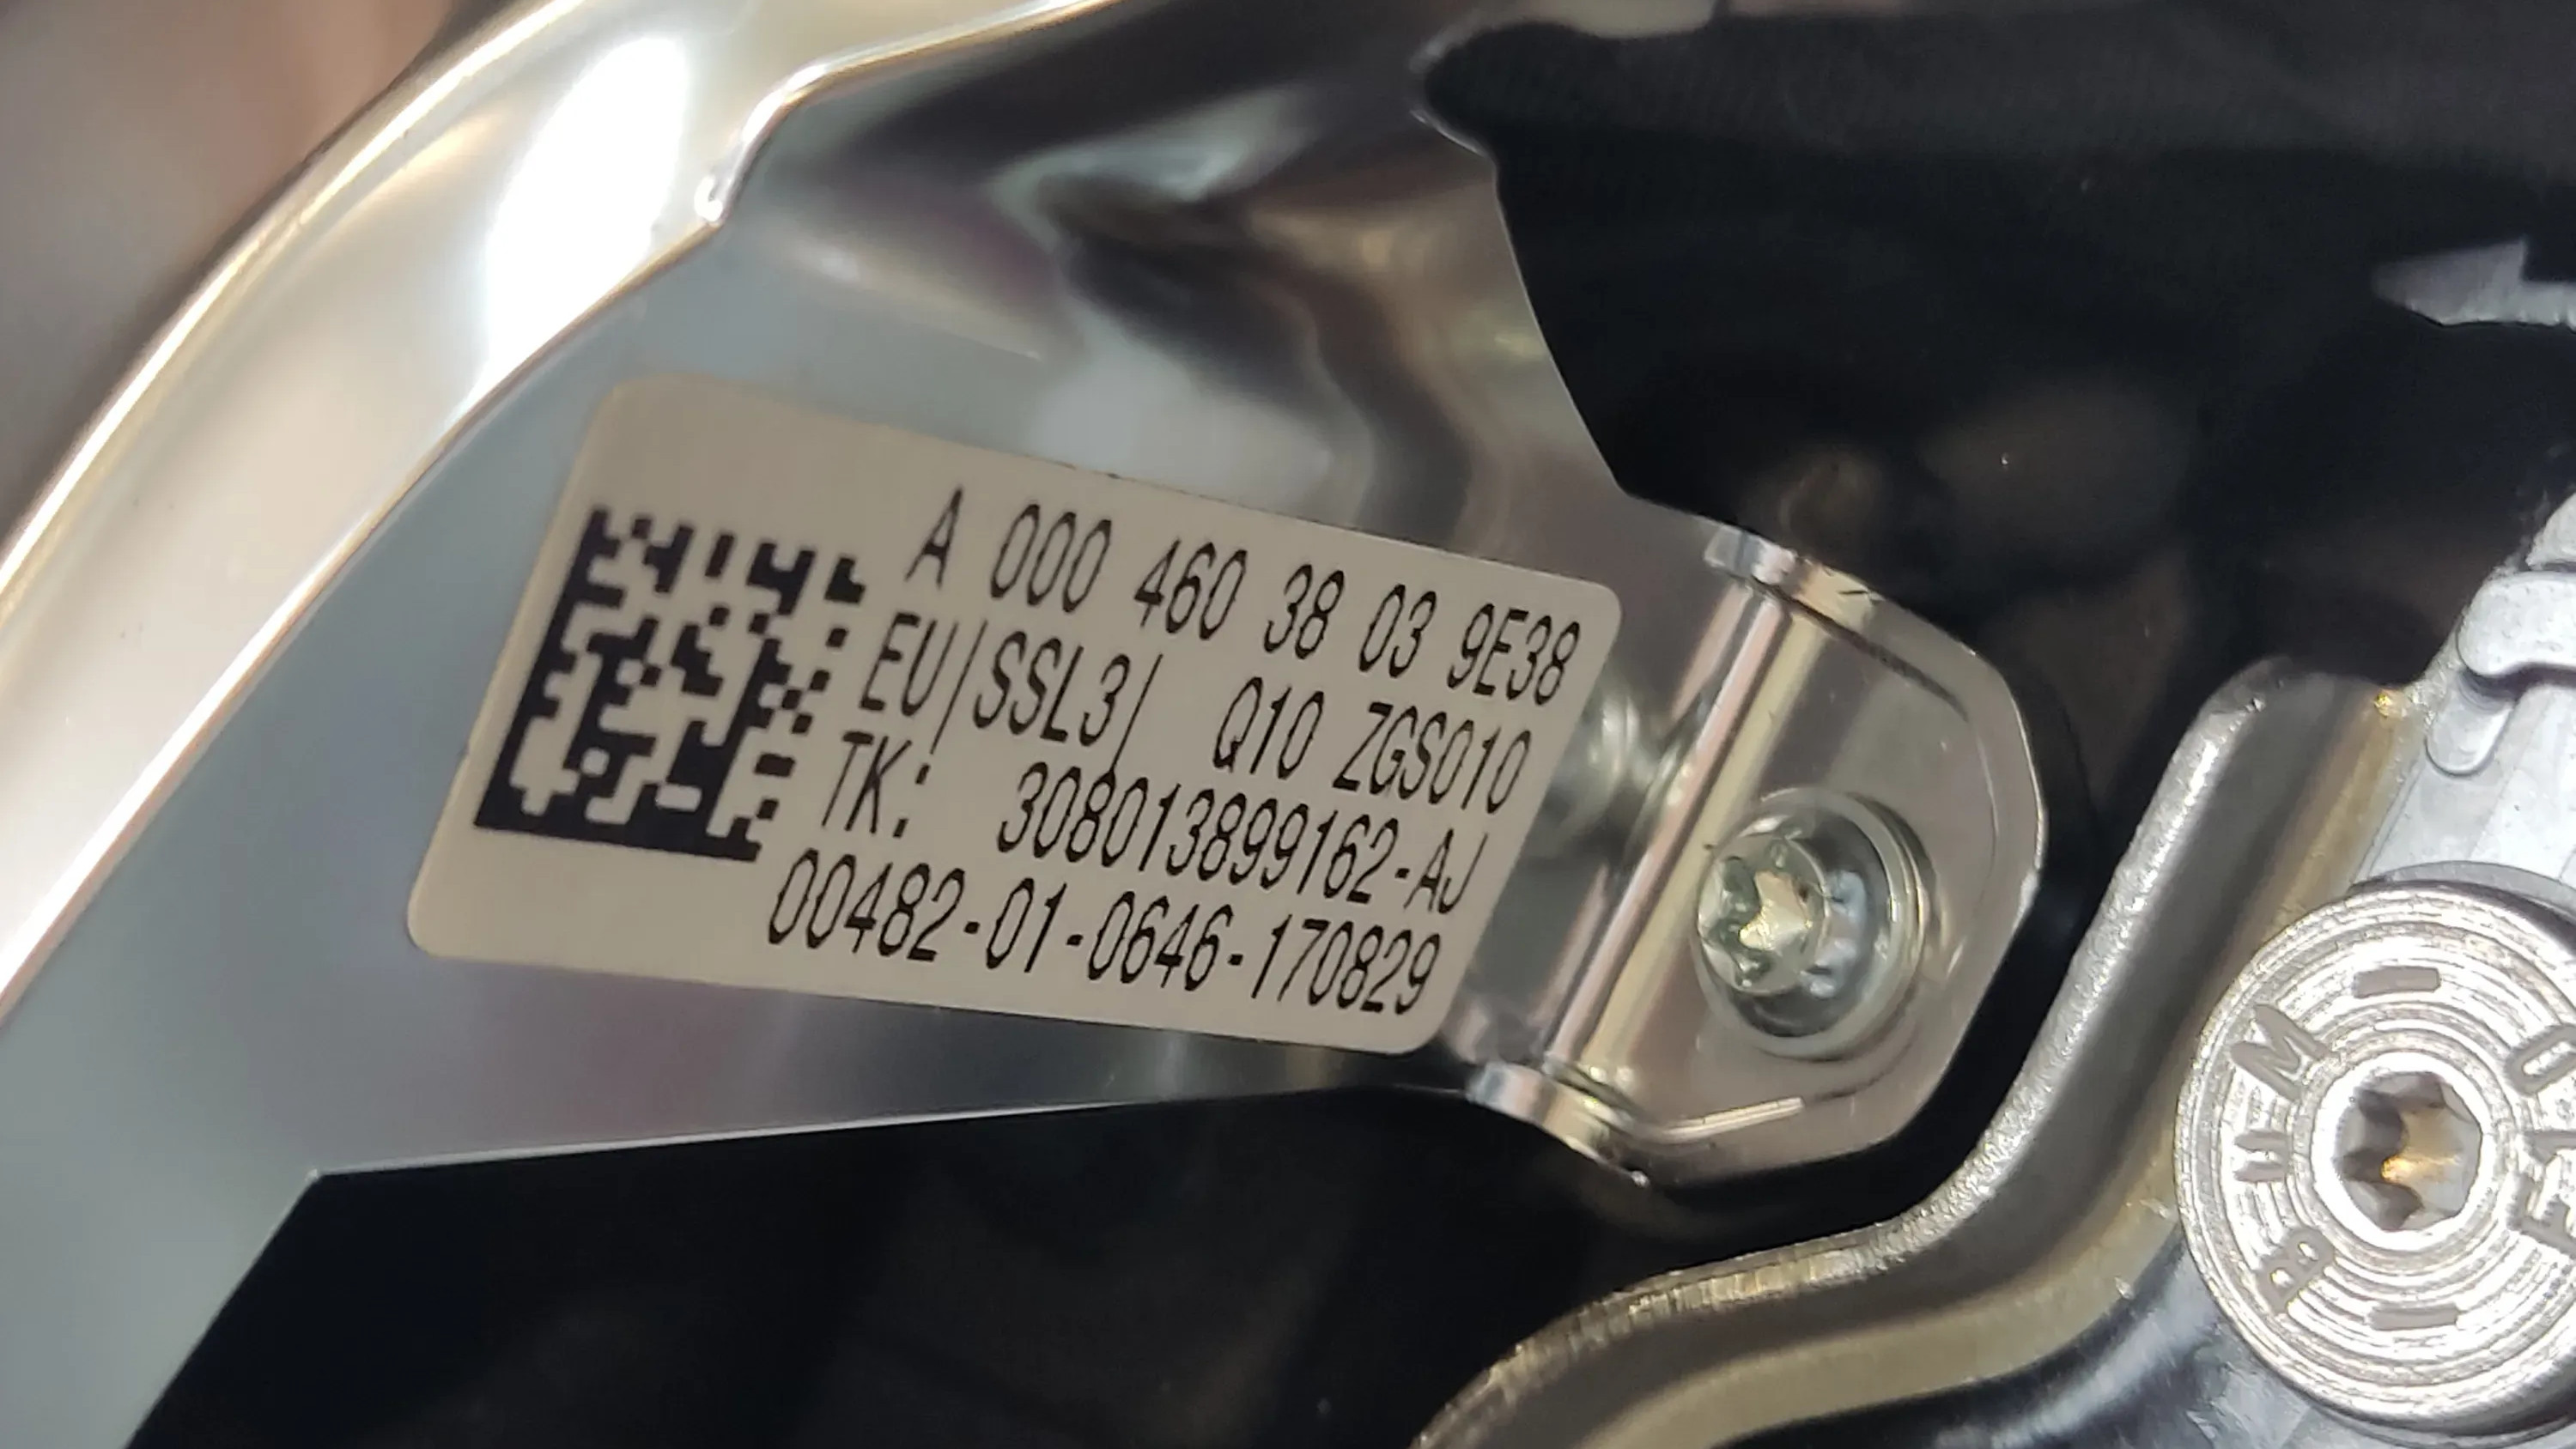 A 000 460 38 03 9E38
EU|SSL3| Q10 ZGS010
TK: 308013899162-AJ
00482-01-0646-170829